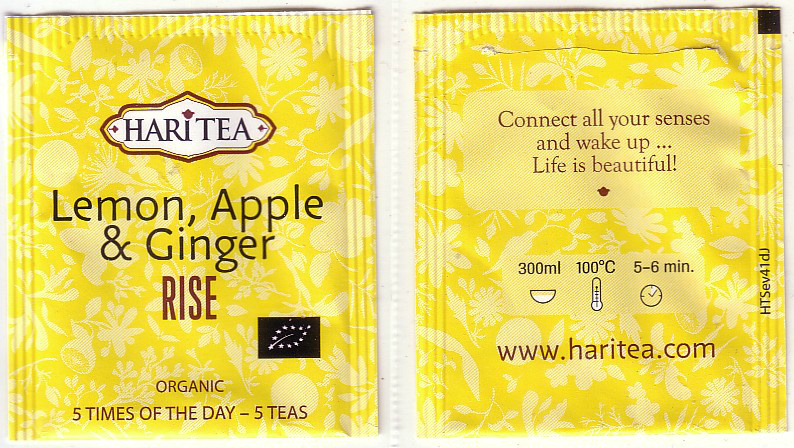 HARI TEA
Lemon, Apple
& Ginger
RISE
ORGANIC
5 TIMES OF THE DAY – 5 TEAS
Connect all your senses
and wake up ...
Life is beautiful!
300ml 100°C 5–6 min.
www.haritea.com
HTSev41dJ